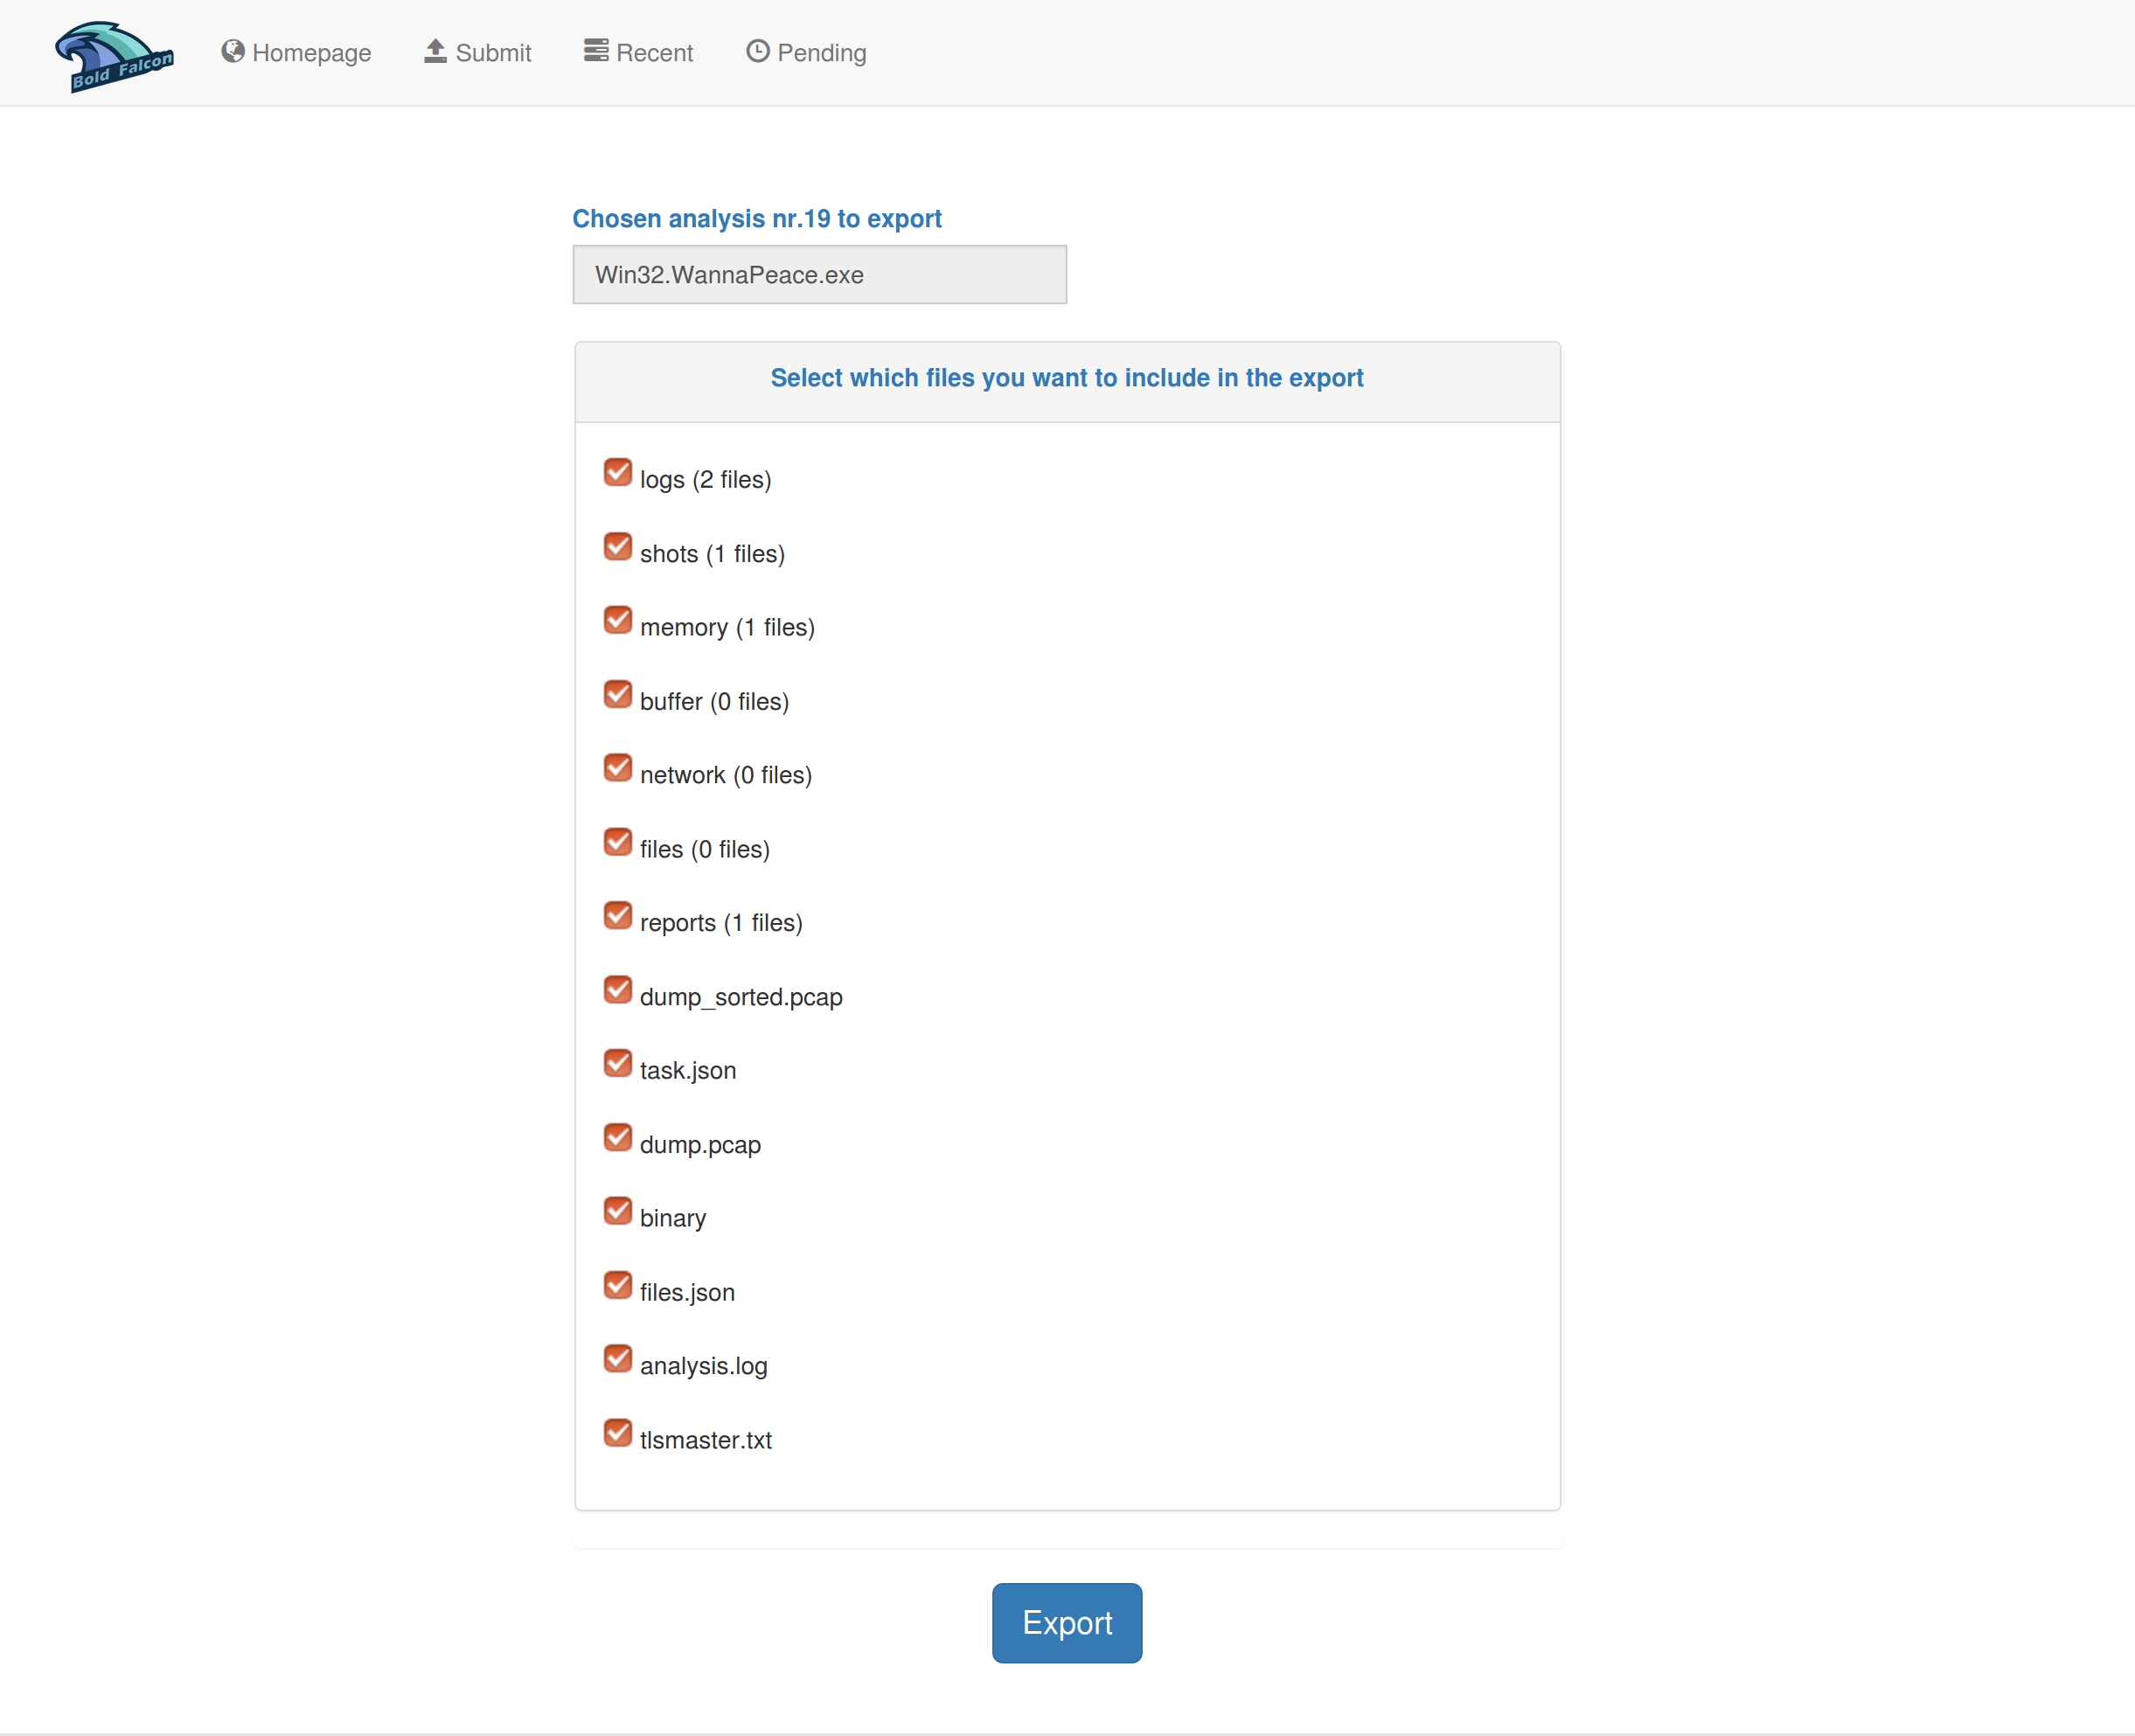 Bold Falcon
Homepage Submit Recent Pending
Chosen analysis nr.19 to export
Win32.WannaPeace.exe
Select which files you want to include in the export
logs (2 files)
shots (1 files)
memory (1 files)
buffer (0 files)
network (0 files)
files (0 files)
reports (1 files)
dump_sorted.pcap
task.json
dump.pcap
binary
files.json
analysis.log
tlsmaster.txt
Export